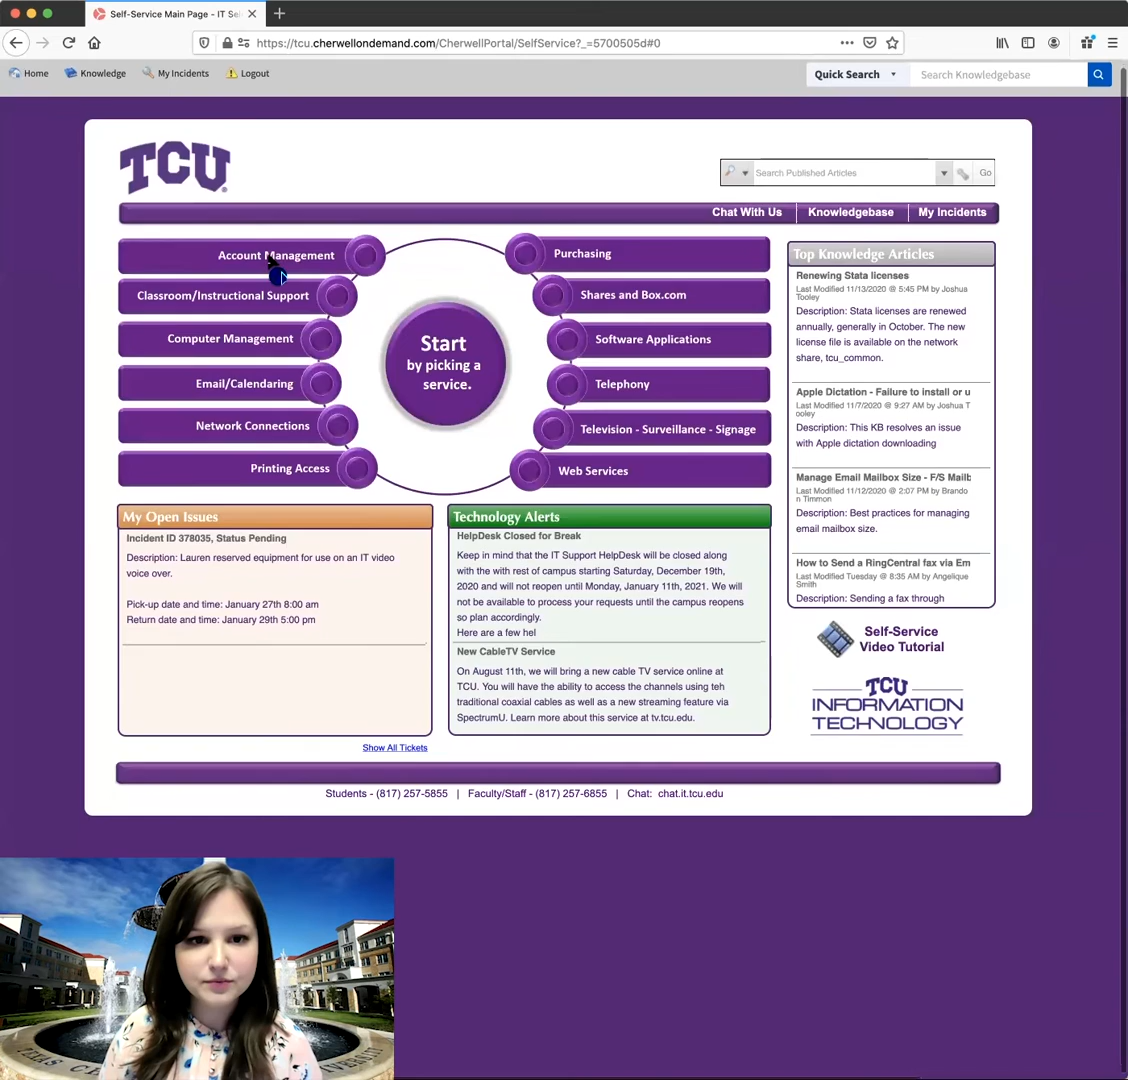 Self-Service Main Page - IT Se
https://tcu.cherwellondemand.com/CherwellPortal/SelfService?_=5700505d#0
Home
Knowledge
My Incidents
Logout
Quick Search
Search Knowledgebase
TCU
Search Published Articles
Go
Chat With Us
Knowledgebase
My Incidents
Account Management
Classroom/Instructional Support
Computer Management
Email/Calendaring
Network Connections
Printing Access
Start
by picking a
service.
Purchasing
Shares and Box.com
Software Applications
Telephony
Television - Surveillance - Signage
Web Services
Top Knowledge Articles
Renewing Stata licenses
Last Modified 11/13/2020 @ 5:45 PM by Joshua
Tooley
Description: Stata licenses are renewed
annually, generally in October. The new
license file is available on the network
share, tcu_common.
Apple Dictation - Failure to install or u
Last Modified 11/7/2020 @ 9:27 AM by Joshua T
ooley
Description: This KB resolves an issue
with Apple dictation downloading
Manage Email Mailbox Size - F/S Mailb
Last Modified 11/12/2020 @ 2:07 PM by Brando
n Timmon
Description: Best practices for managing
email mailbox size.
How to Send a RingCentral fax via Em
Last Modified Tuesday @ 8:35 AM by Angelique
Smith
Description: Sending a fax through
My Open Issues
Incident ID 378035, Status Pending
Description: Lauren reserved equipment for use on an IT video
voice over.
Pick-up date and time: January 27th 8:00 am
Return date and time: January 29th 5:00 pm
Show All Tickets
Technology Alerts
HelpDesk Closed for Break
Keep in mind that the IT Support HelpDesk will be closed along
with the with rest of campus starting Saturday, December 19th,
2020 and will not reopen until Monday, January 11th, 2021. We will
not be available to process your requests until the campus reopens
so plan accordingly.
Here are a few hel
New CableTV Service
On August 11th, we will bring a new cable TV service online at
TCU. You will have the ability to access the channels using teh
traditional coaxial cables as well as a new streaming feature via
SpectrumU. Learn more about this service at tv.tcu.edu.
Self-Service
Video Tutorial
TCU
INFORMATION
TECHNOLOGY
Students - (817) 257-5855 | Faculty/Staff - (817) 257-6855 | Chat: chat.it.tcu.edu